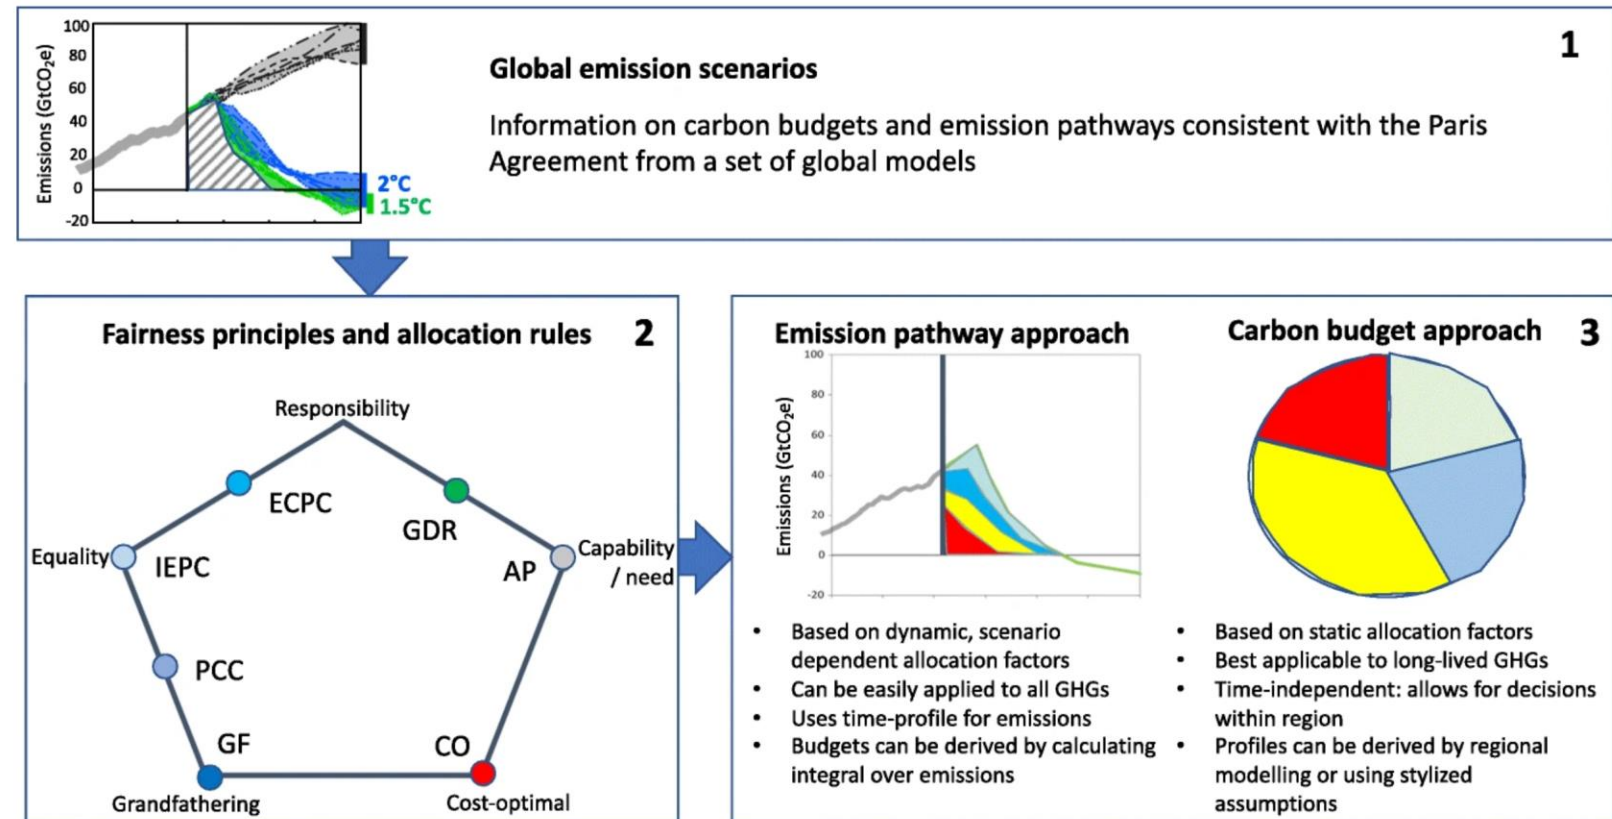 1
Global emission scenarios
Information on carbon budgets and emission pathways consistent with the Paris
Agreement from a set of global models
Emissions (GtCO₂e)
100
80
60
40
20
0
-20
2°C
1.5°C
Fairness principles and allocation rules 2
Responsibility
ECPC
GDR
Equality
IEPC
AP
Capability
/ need
PCC
GF
CO
Grandfathering
Cost-optimal
3
Emission pathway approach
Emissions (GtCO₂e)
100
80
60
40
20
0
-20
• Based on dynamic, scenario
dependent allocation factors
• Can be easily applied to all GHGs
• Uses time-profile for emissions
• Budgets can be derived by calculating
integral over emissions
Carbon budget approach
• Based on static allocation factors
• Best applicable to long-lived GHGs
• Time-independent: allows for decisions
within region
• Profiles can be derived by regional
modelling or using stylized
assumptions